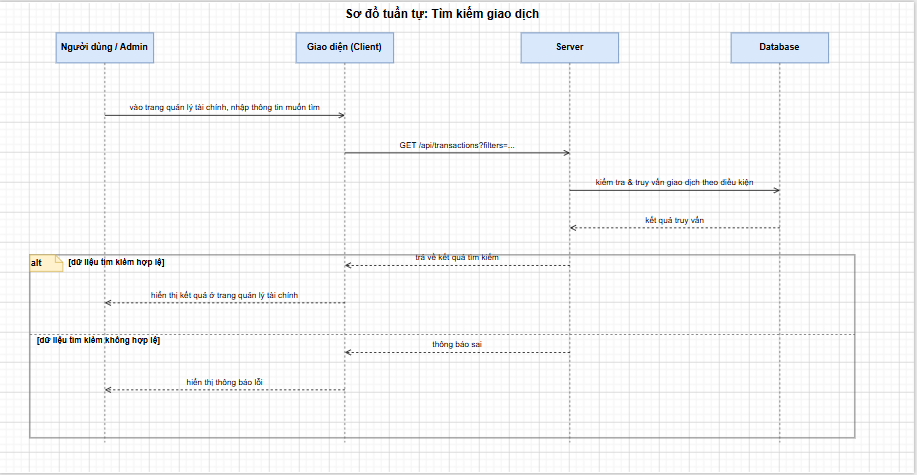 Sơ đồ tuần tự: Tìm kiếm giao dịch
Người dùng / Admin
Giao diện (Client)
Server
Database
vào trang quản lý tài chính, nhập thông tin muốn tìm
GET /api/transactions?filters=...
kiểm tra & truy vấn giao dịch theo điều kiện
kết quả truy vấn
alt
[dữ liệu tìm kiếm hợp lệ]
trả về kết quả tìm kiếm
hiển thị kết quả ở trang quản lý tài chính
[dữ liệu tìm kiếm không hợp lệ]
thông báo sai
hiển thị thông báo lỗi